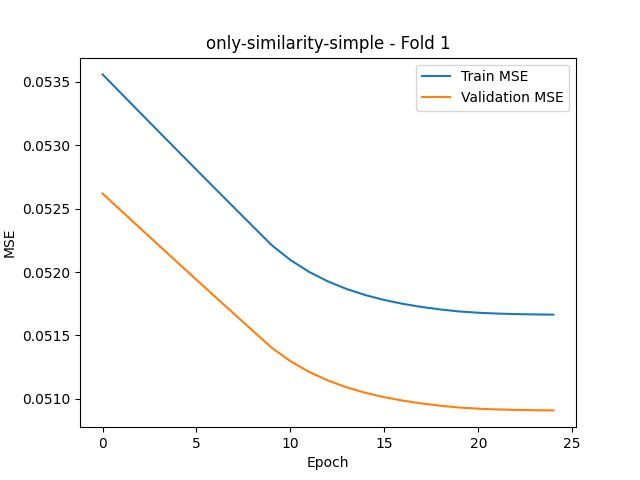 only-similarity-simple - Fold 1
Train MSE
Validation MSE
0.0535
0.0530
0.0525
0.0520
0.0515
0.0510
MSE
0 5 10 15 20 25
Epoch